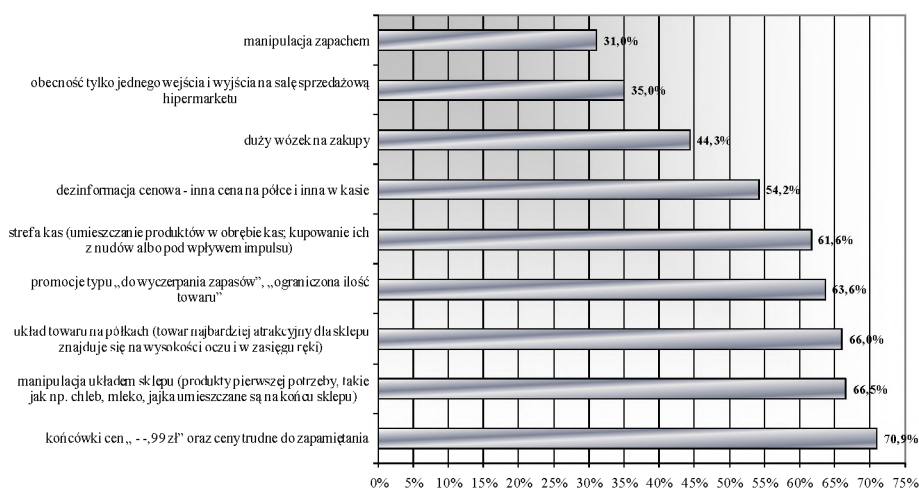 manipulacja zapachem
31,0%
obecność tylko jednego wejścia i wyjścia na salę sprzedażową
hipermarketu
35,0%
duży wózek na zakupy
44,3%
dezinformacja cenowa - inna cena na półce i inna w kasie
54,2%
strefa kas (umieszczanie produktów w obrębie kas; kupowanie ich
z nudów albo pod wpływem impulsu)
61,6%
promocje typu „do wyczerpania zapasów”, „ograniczona ilość
towaru”
63,6%
układ towaru na półkach (towar najbardziej atrakcyjny dla sklepu
znajduje się na wysokości oczu i w zasięgu ręki)
66,0%
manipulacja układem sklepu (produkty pierwszej potrzeby, takie
jak np. chleb, mleko, jajka umieszczane są na końcu sklepu)
66,5%
końcówki cen „ - -,99 zł” oraz ceny trudne do zapamiętania
70,9%
0% 5% 10% 15% 20% 25% 30% 35% 40% 45% 50% 55% 60% 65% 70% 75%